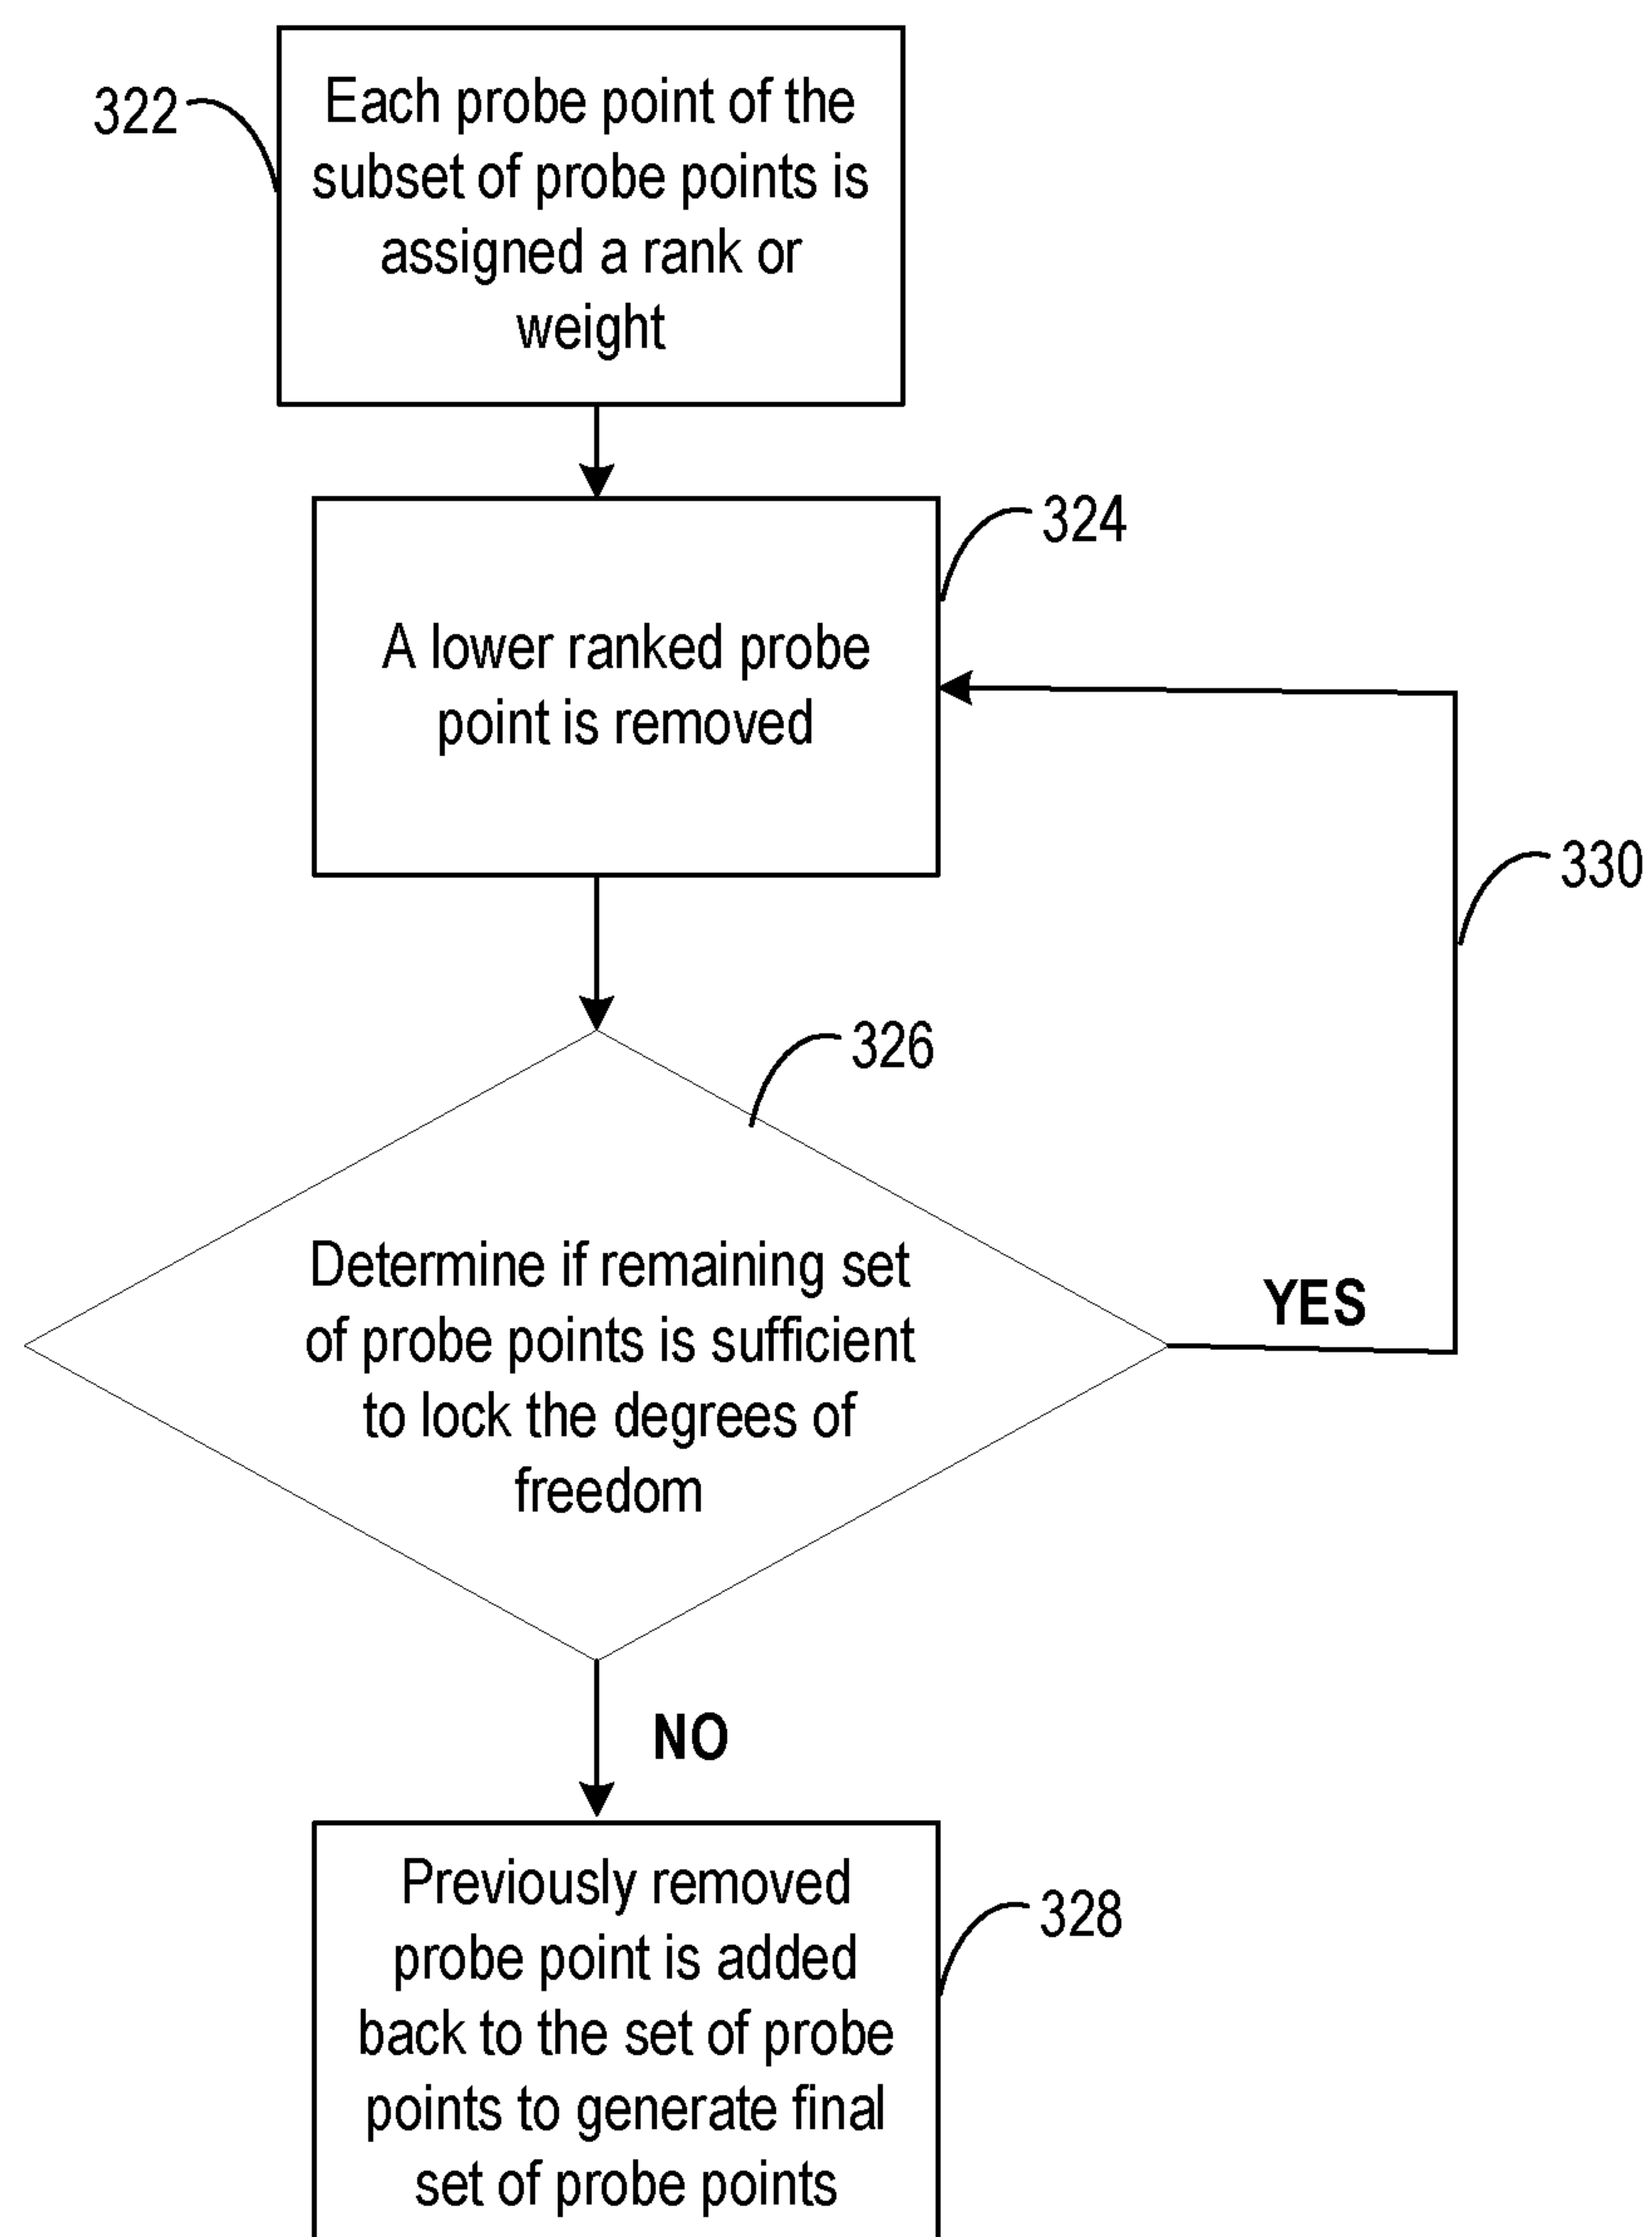 322
Each probe point of the
subset of probe points is
assigned a rank or
weight
324
A lower ranked probe
point is removed
330
326
Determine if remaining set
of probe points is sufficient
to lock the degrees of
freedom
YES
NO
Previously removed
probe point is added
back to the set of probe
points to generate final
set of probe points
328